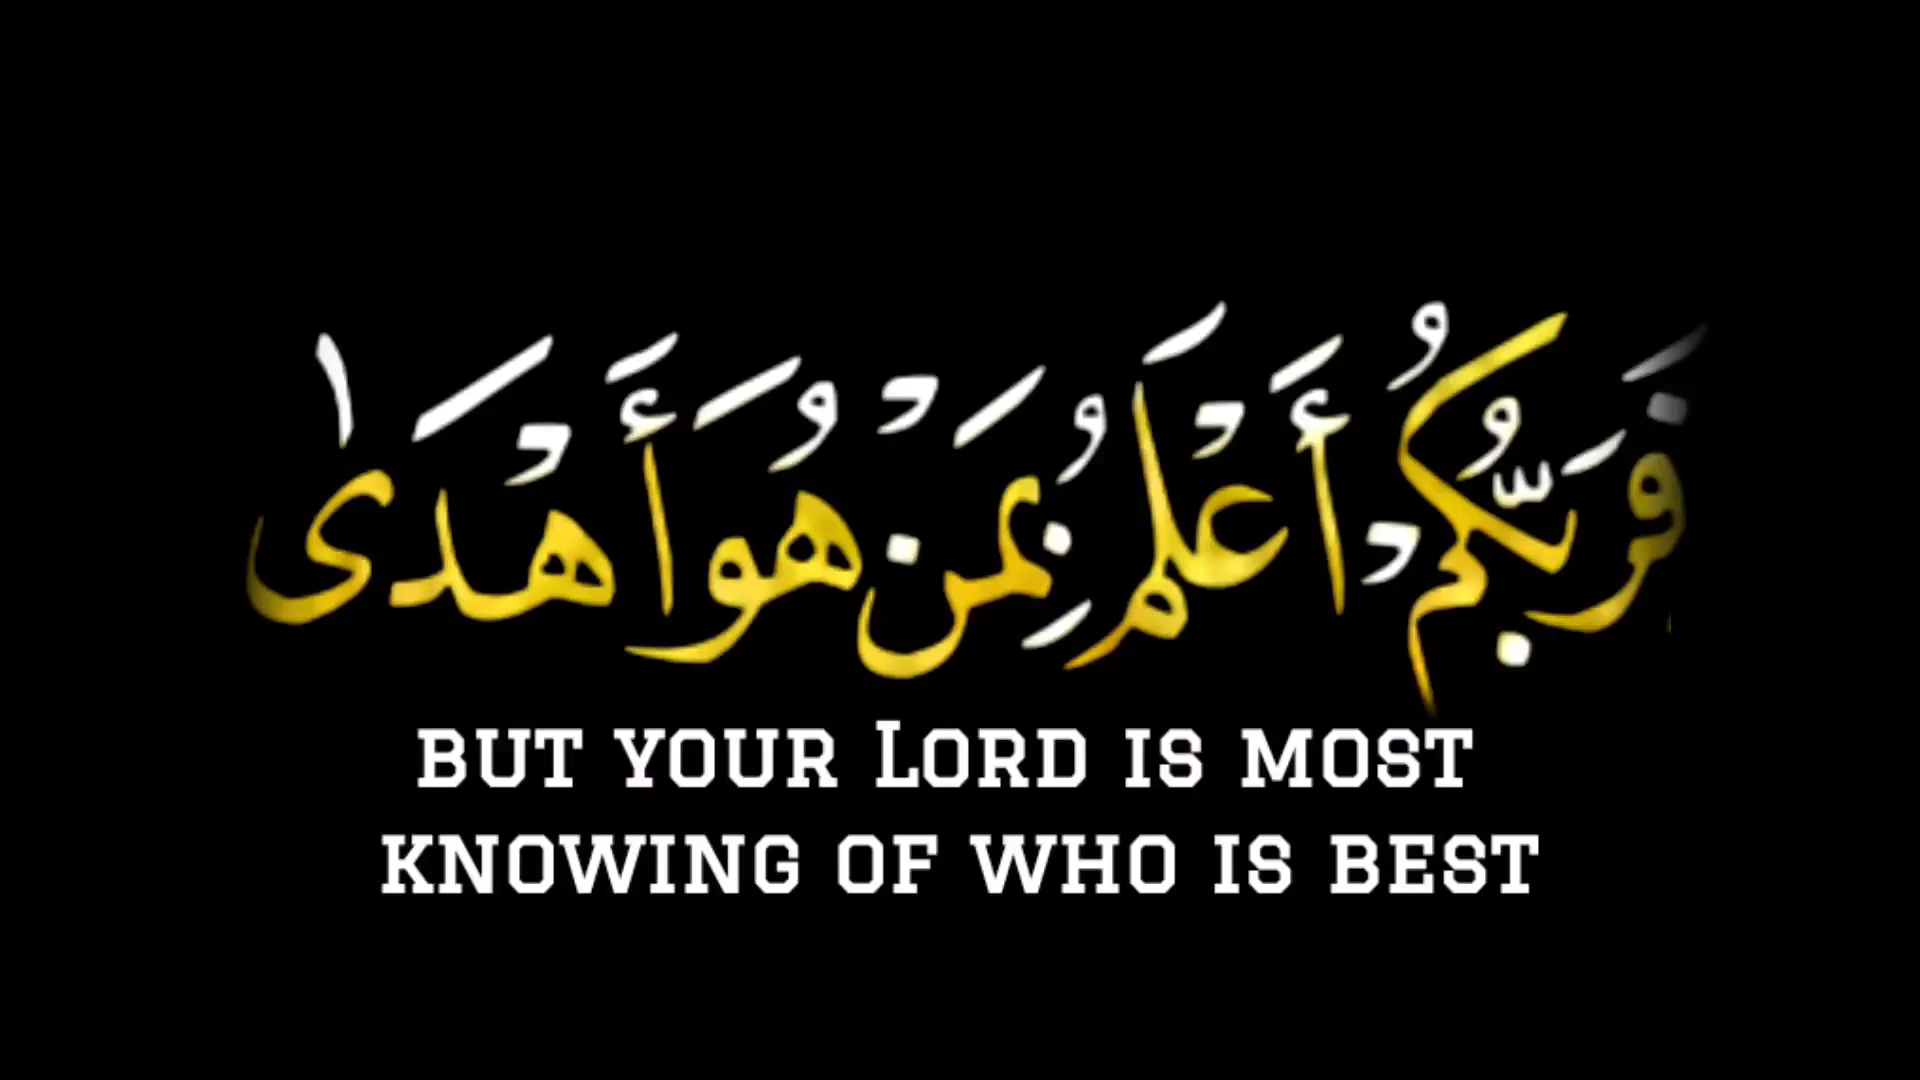 فَرَبُّكُمْ أَعْلَمُ بِمَنْ هُوَ أَهْدَىٰ
BUT YOUR LORD IS MOST
KNOWING OF WHO IS BEST